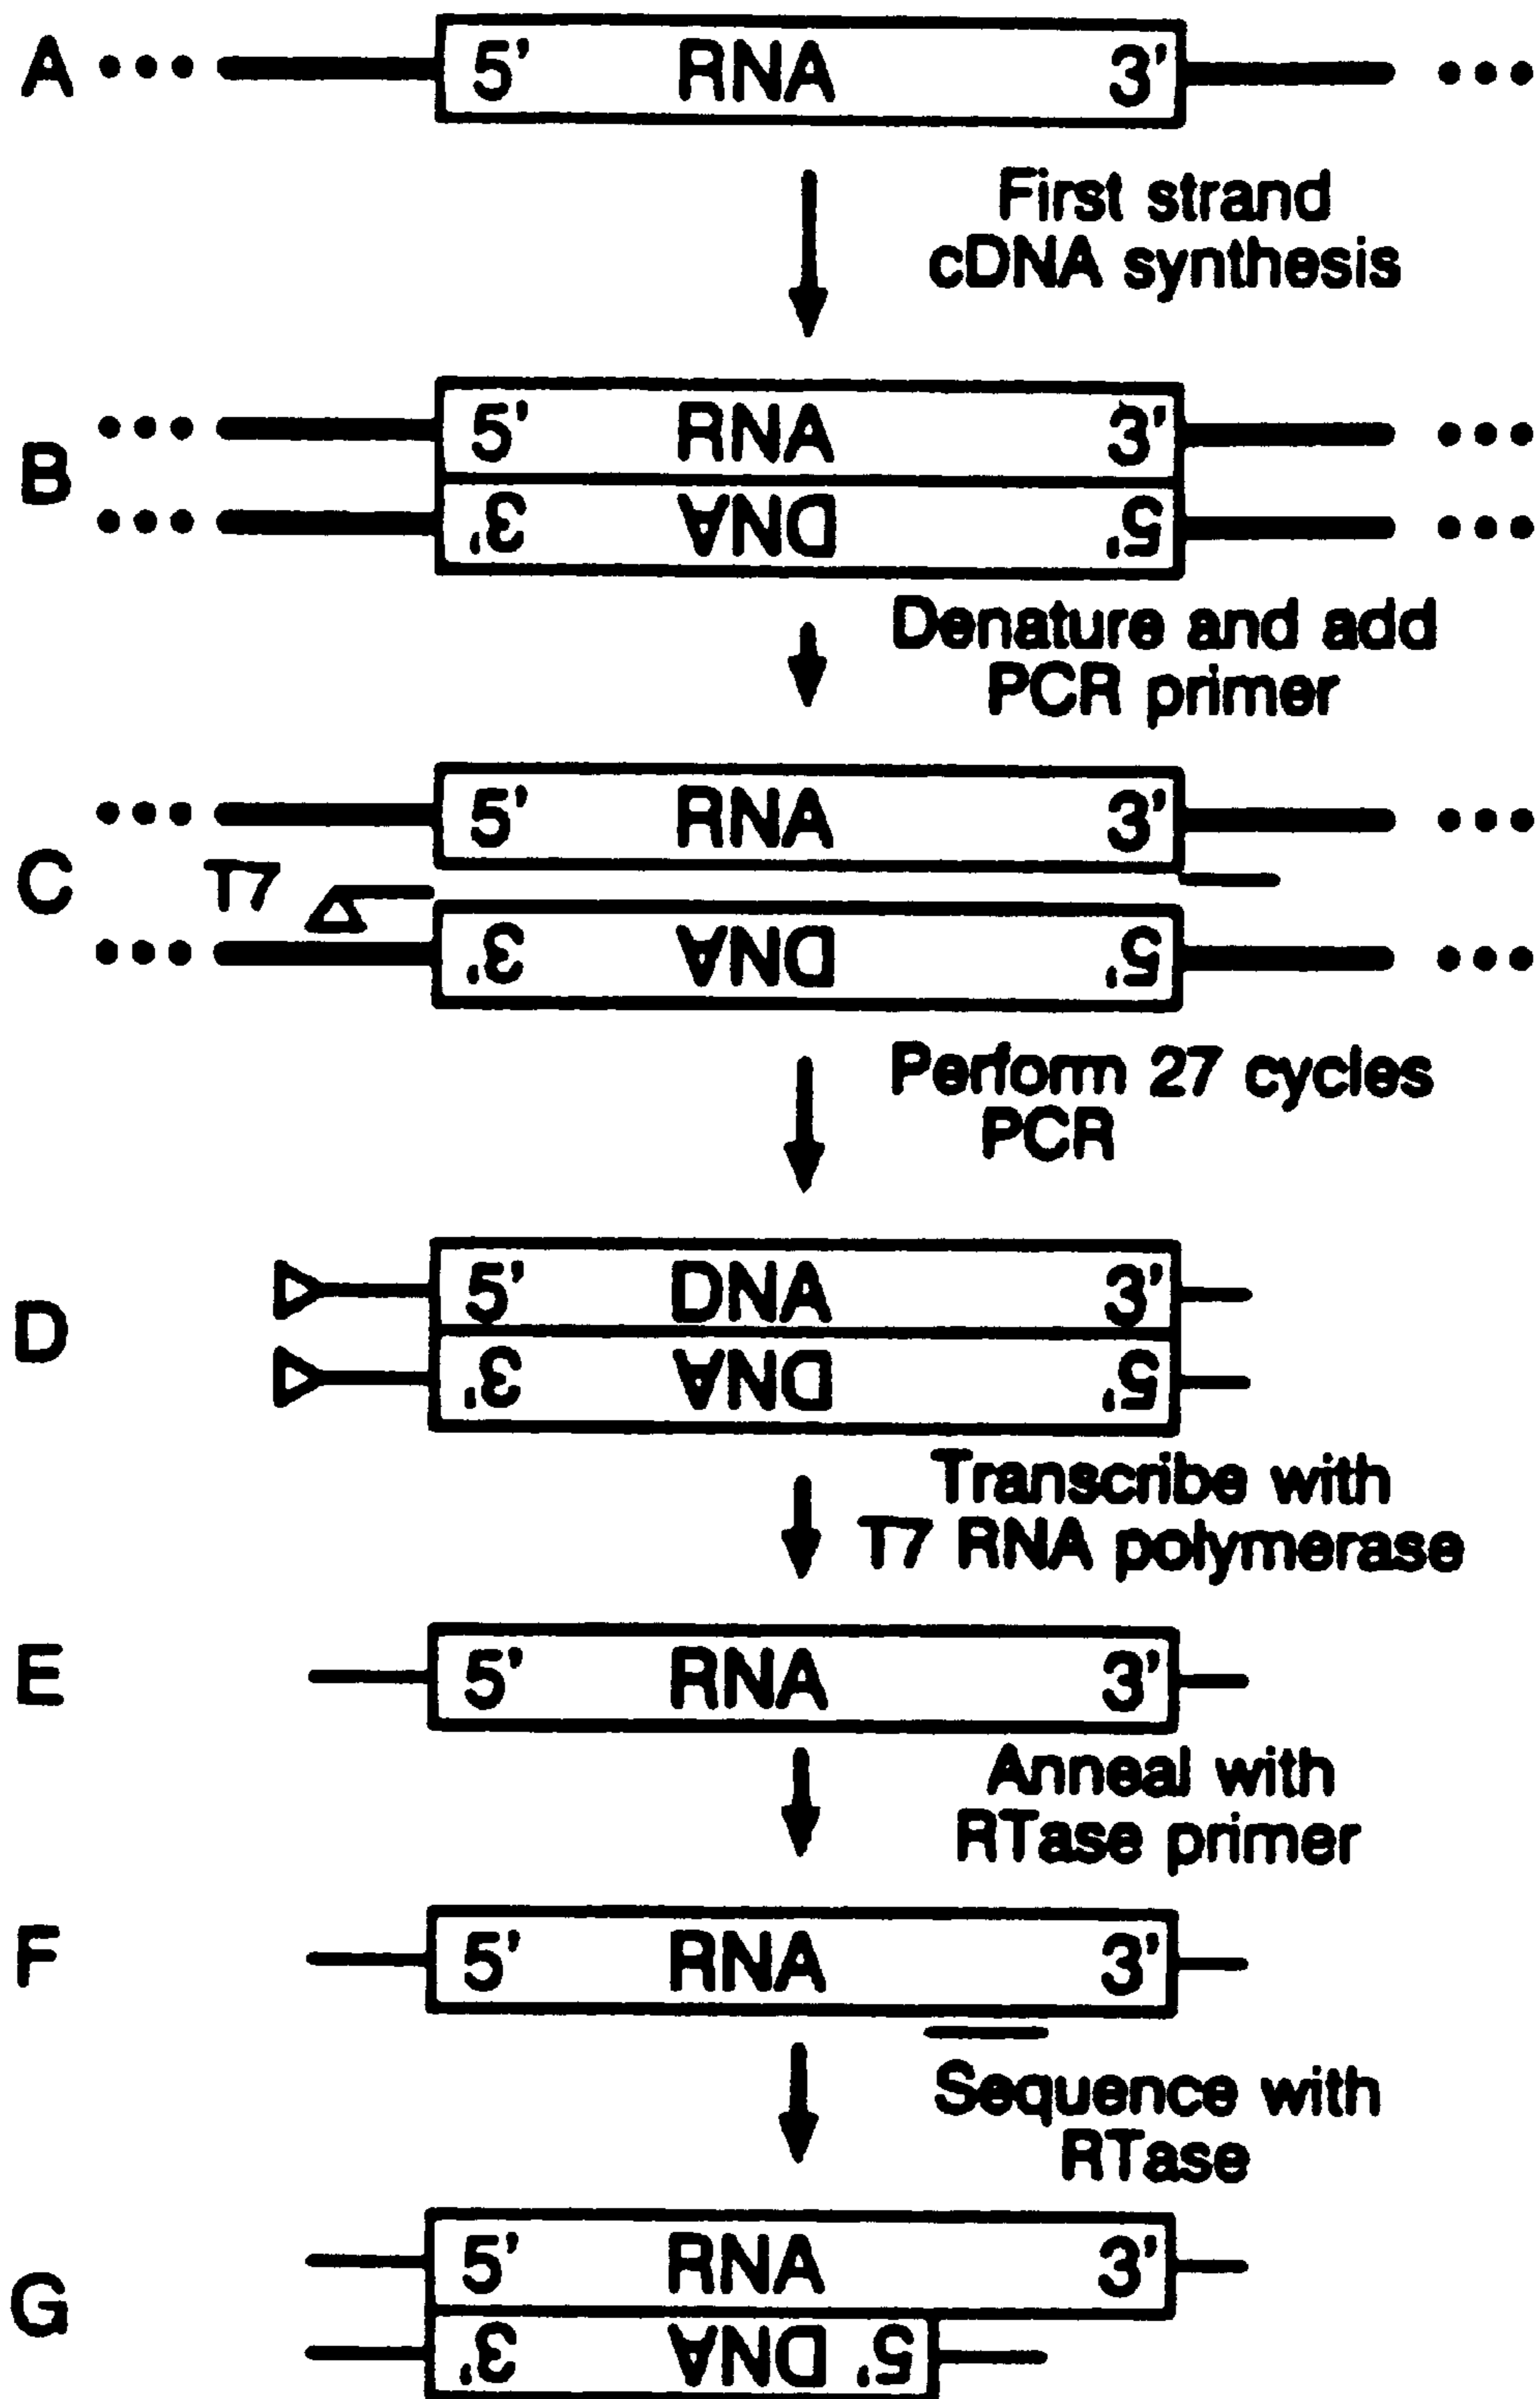 A 5' RNA 3'
First strand
cDNA synthesis
B
5' RNA 3'
3' DNA 5'
Denature and add
PCR primer
5' RNA 3'
C T7
3' DNA 5'
Perform 27 cycles
PCR
D
5' DNA 3'
3' DNA 5'
Transcribe with
T7 RNA polymerase
E 5' RNA 3'
Anneal with
RTase primer
F 5' RNA 3'
Sequence with
RTase
G
5' RNA 3'
3' DNA 5'